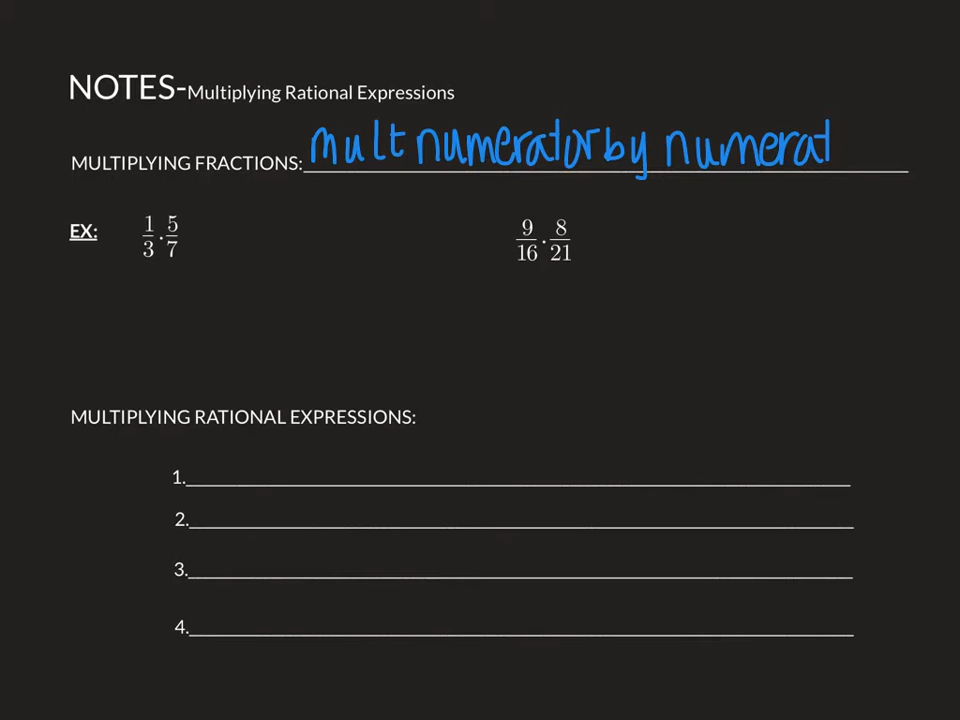 NOTES-Multiplying Rational Expressions
MULTIPLYING FRACTIONS: mult numerator by numerat
EX: 1/3 · 5/7 9/16 · 8/21
MULTIPLYING RATIONAL EXPRESSIONS:
1.
2.
3.
4.